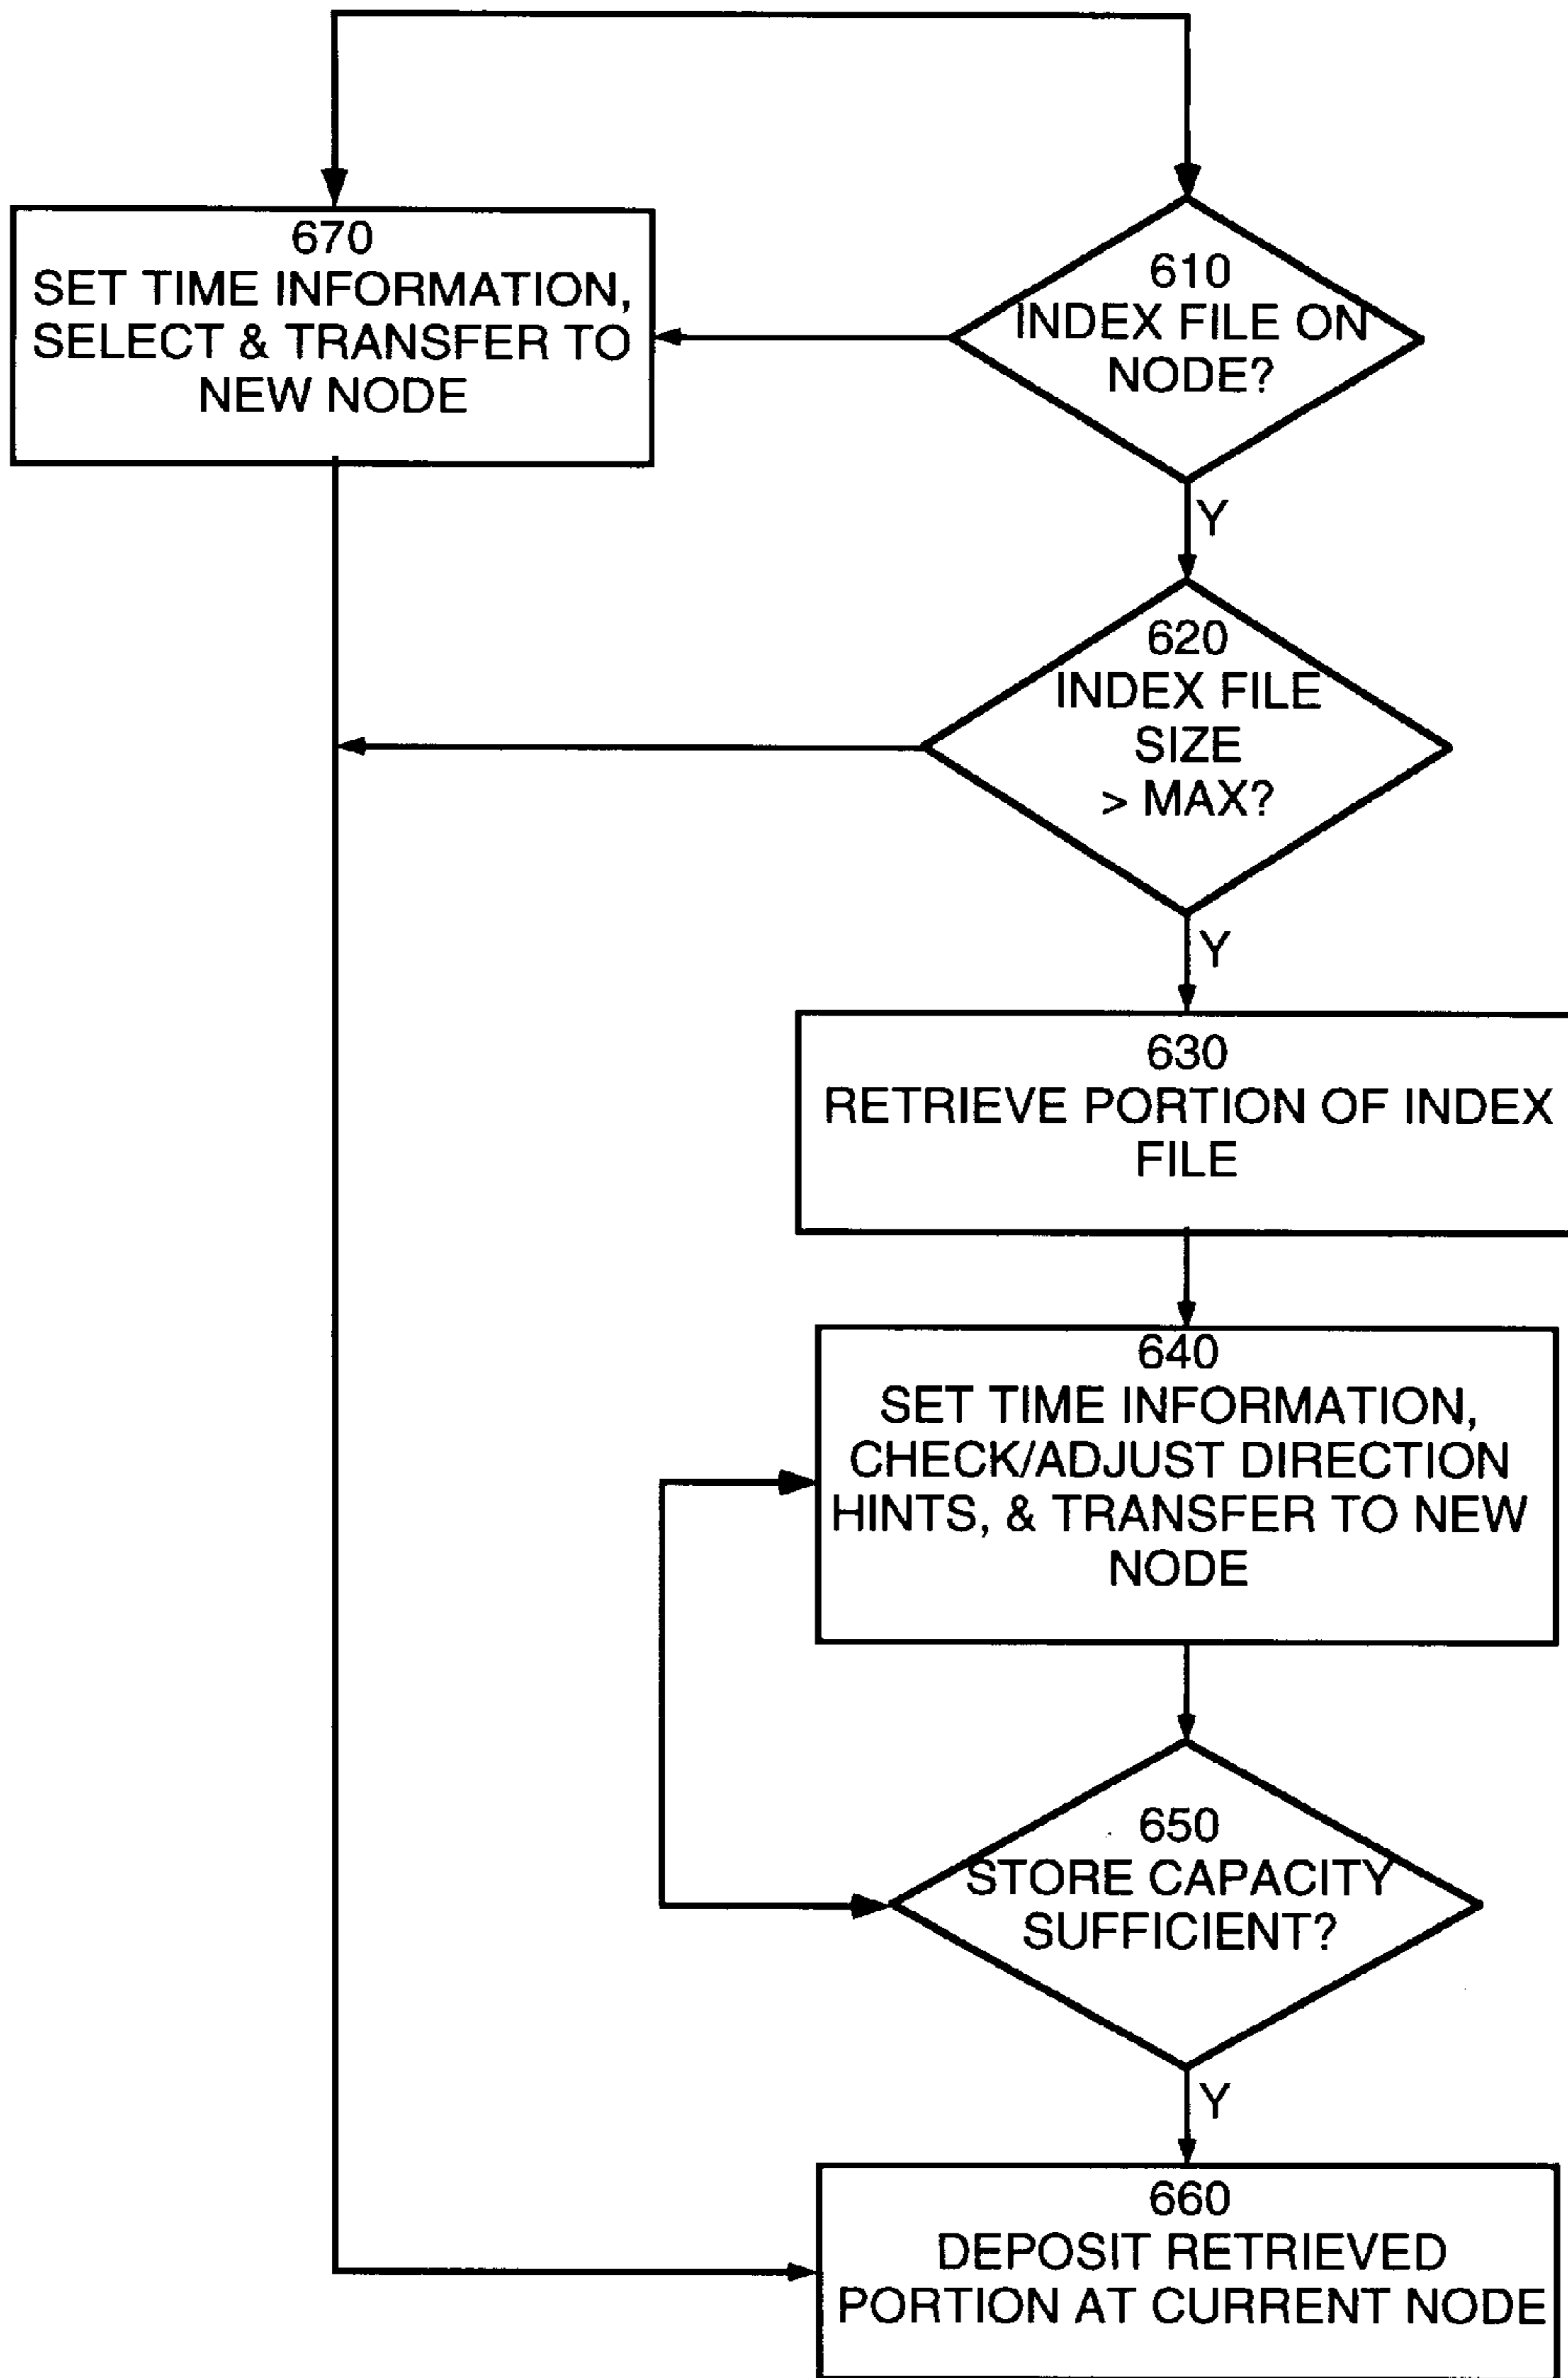 670
SET TIME INFORMATION,
SELECT & TRANSFER TO
NEW NODE
610
INDEX FILE ON
NODE?
Y
620
INDEX FILE
SIZE
> MAX?
Y
630
RETRIEVE PORTION OF INDEX
FILE
640
SET TIME INFORMATION,
CHECK/ADJUST DIRECTION
HINTS, & TRANSFER TO NEW
NODE
650
STORE CAPACITY
SUFFICIENT?
Y
660
DEPOSIT RETRIEVED
PORTION AT CURRENT NODE